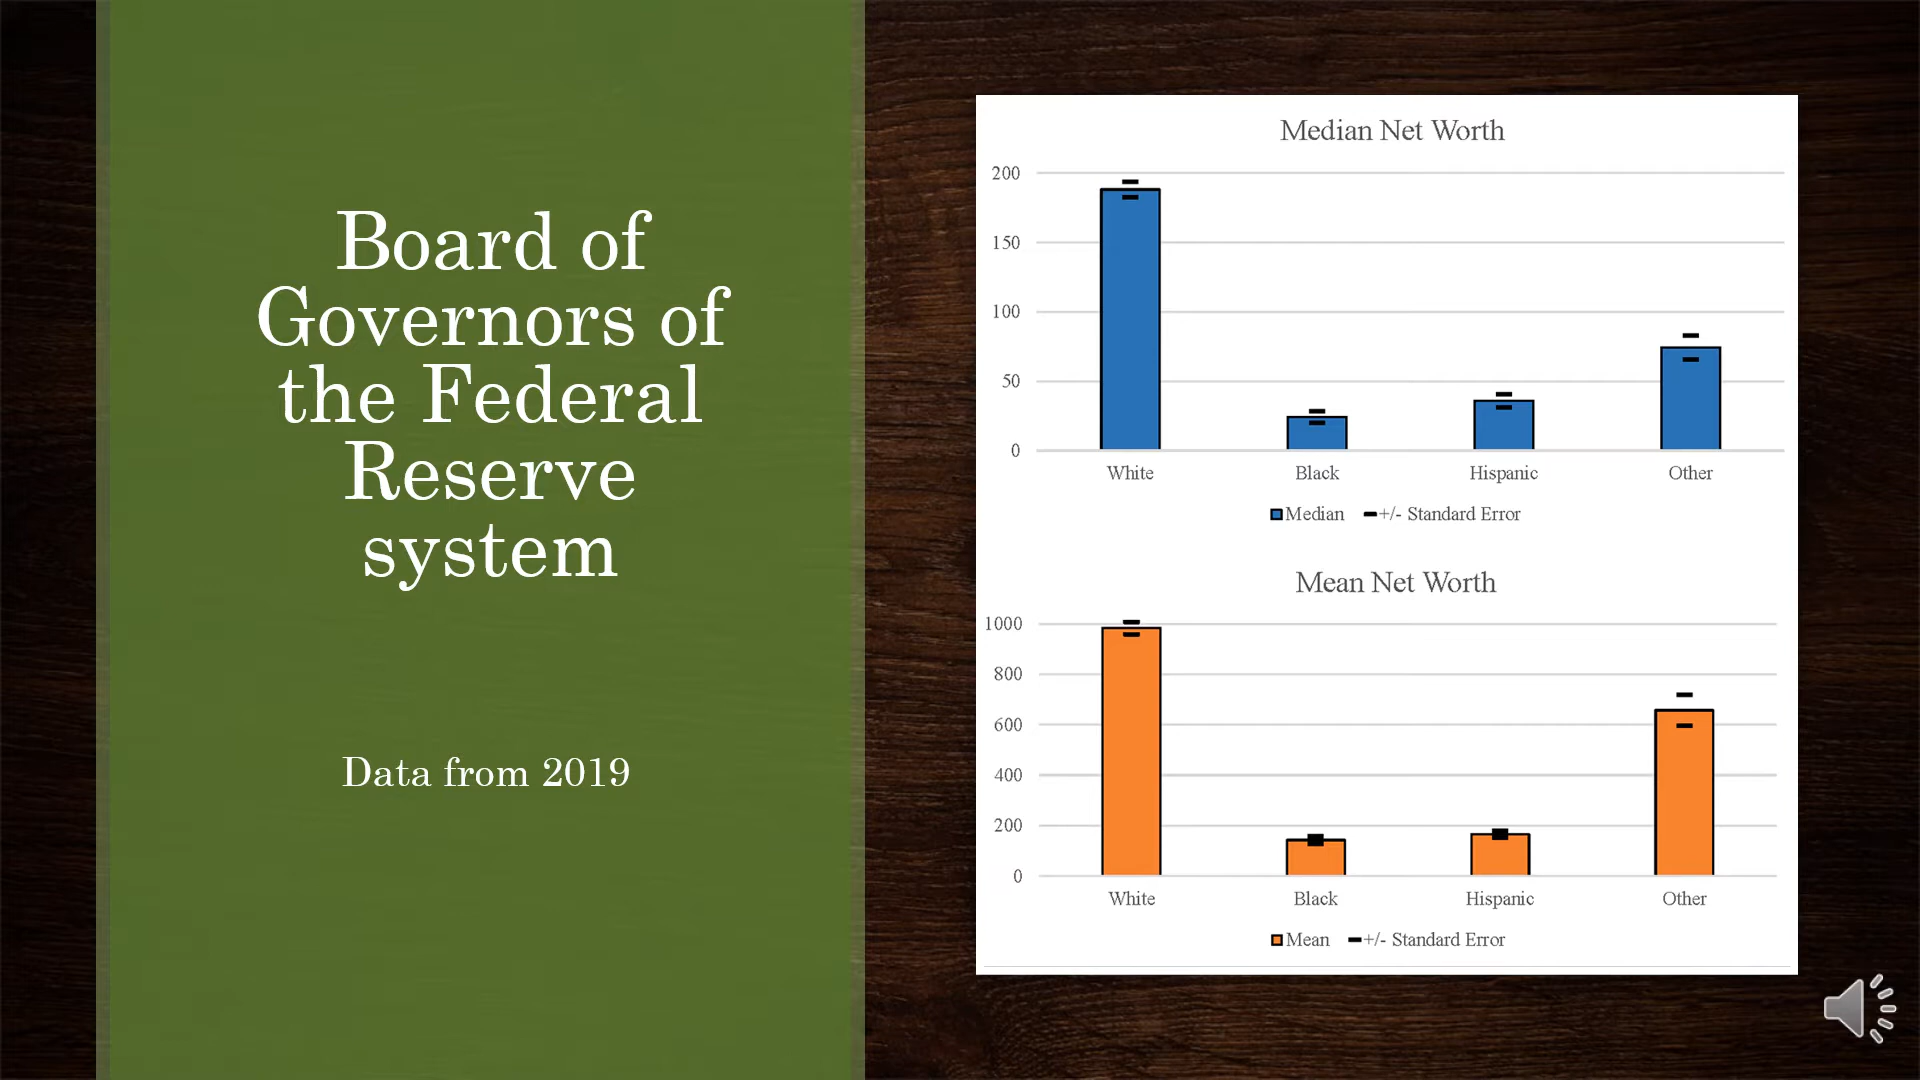 Board of
Governors of
the Federal
Reserve
system
Data from 2019
Median Net Worth
200
150
100
50
0
White Black Hispanic Other
Median +/- Standard Error
Mean Net Worth
1000
800
600
400
200
0
White Black Hispanic Other
Mean +/- Standard Error